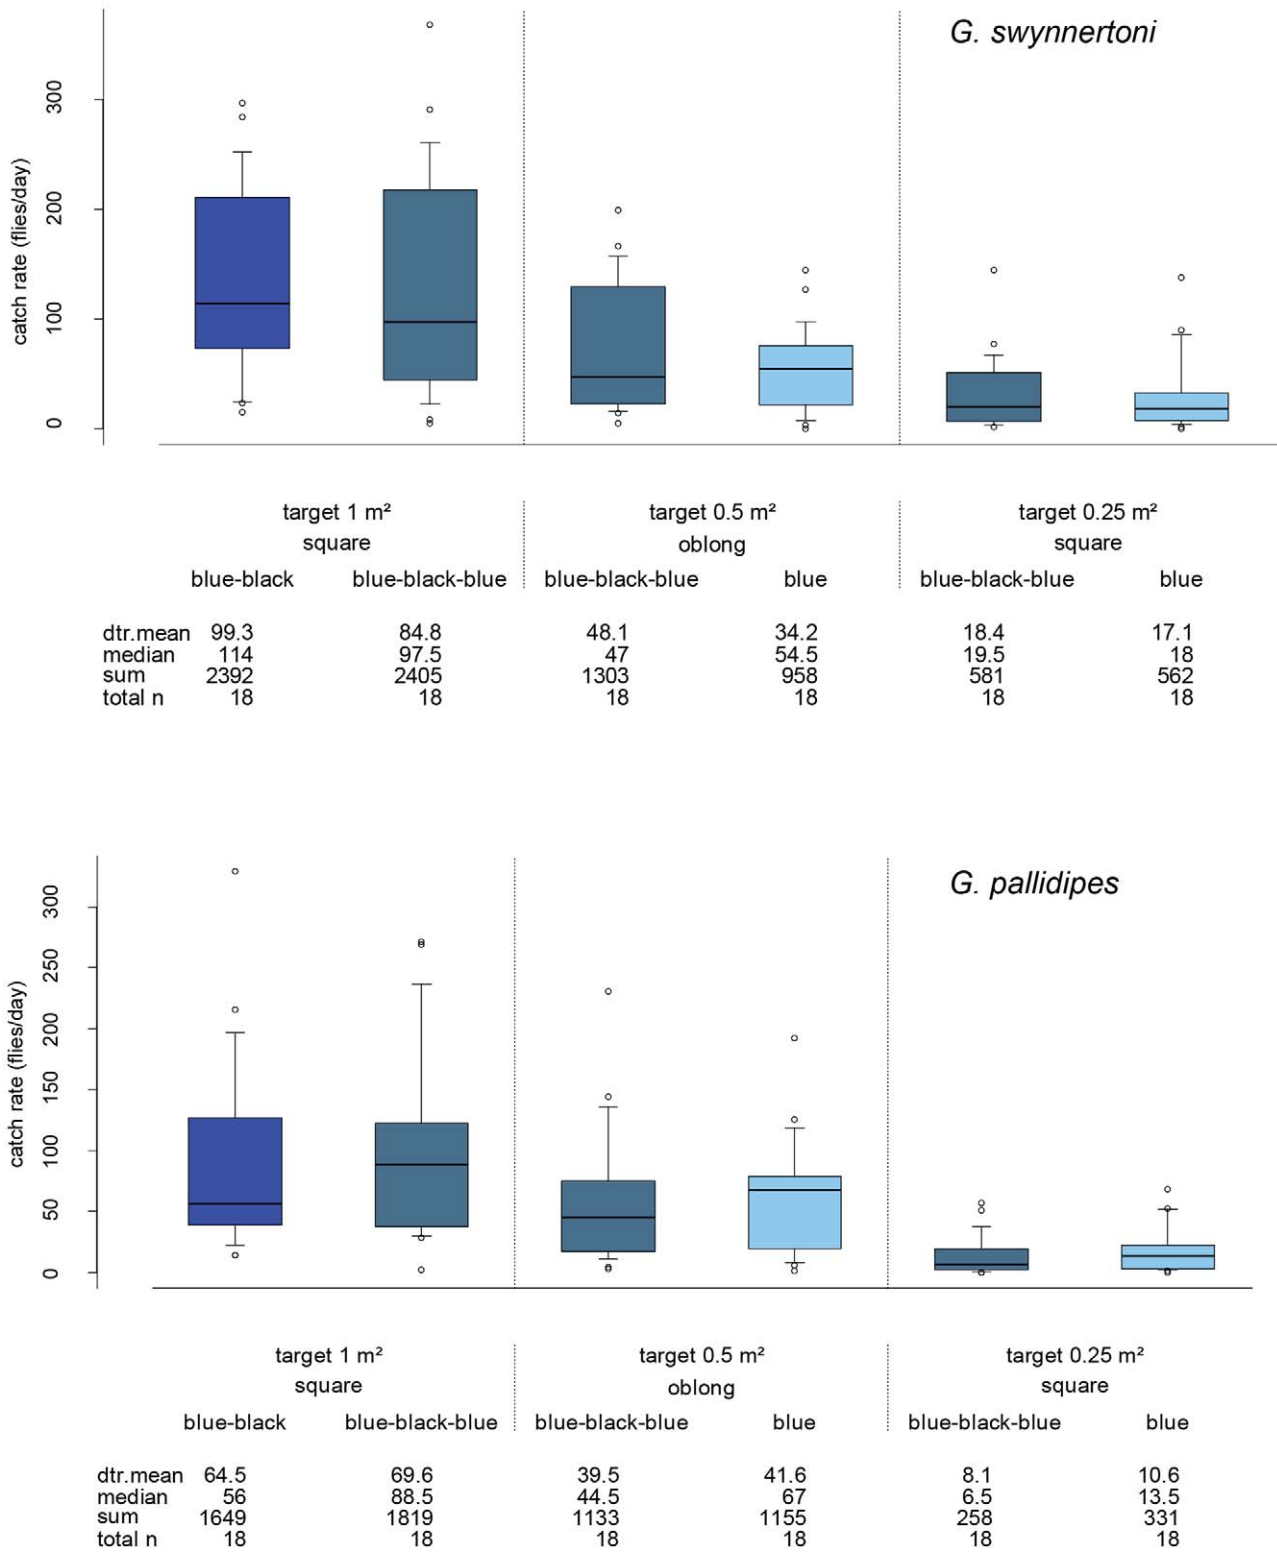 G. swynnertoni
300
200
100
0
catch rate (flies/day)
target 1 m² target 0.5 m² target 0.25 m²
square oblong square
blue-black blue-black-blue blue-black-blue blue blue-black-blue blue
dtr.mean 99.3 84.8 48.1 34.2 18.4 17.1
median 114 97.5 47 54.5 19.5 18
sum 2392 2405 1303 958 581 562
total n 18 18 18 18 18 18
G. pallidipes
300
250
200
150
100
50
0
catch rate (flies/day)
target 1 m² target 0.5 m² target 0.25 m²
square oblong square
blue-black blue-black-blue blue-black-blue blue blue-black-blue blue
dtr.mean 64.5 69.6 39.5 41.6 8.1 10.6
median 56 88.5 44.5 67 6.5 13.5
sum 1649 1819 1133 1155 258 331
total n 18 18 18 18 18 18